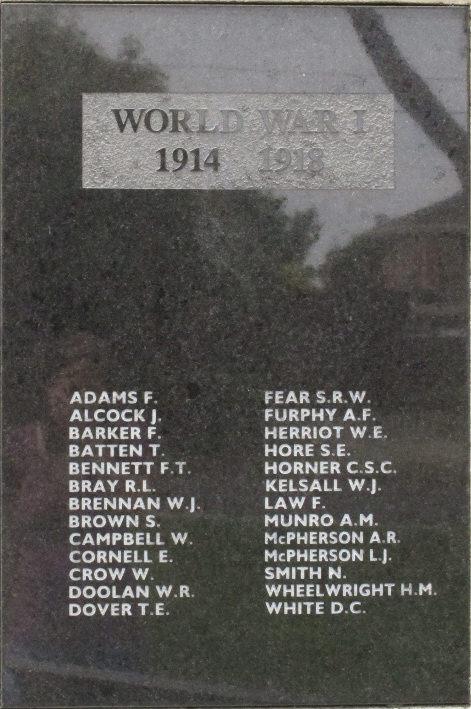 WORLD WAR I
1914 1918
ADAMS F.
ALCOCK J.
BARKER F.
BATTEN T.
BENNETT F.T.
BRAY R.L.
BRENNAN W.J.
BROWN S.
CAMPBELL W.
CORNELL E.
CROW W.
DOOLAN W.R.
DOVER T.E.
FEAR S.R.W.
FURPHY A.F.
HERRIOT W.E.
HORE S.E.
HORNER C.S.C.
KELSALL W.J.
LAW F.
MUNRO A.M.
McPHERSON A.R.
McPHERSON L.J.
SMITH N.
WHEELWRIGHT H.M.
WHITE D.C.